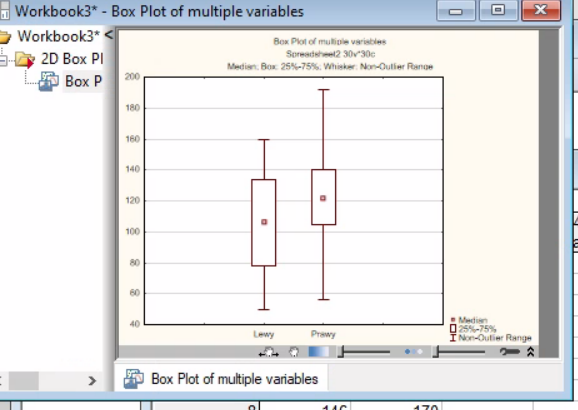 Workbook3* - Box Plot of multiple variables
Workbook3*
2D Box Pl
Box P
Box Plot of multiple variables
Spreadsheet2 30v*30c
Median; Box: 25%-75%; Whisker: Non-Outlier Range
200
180
160
140
120
100
80
60
40
Lewy Prawy
Median
25%-75%
Non-Outlier Range
Box Plot of multiple variables
8 146 170